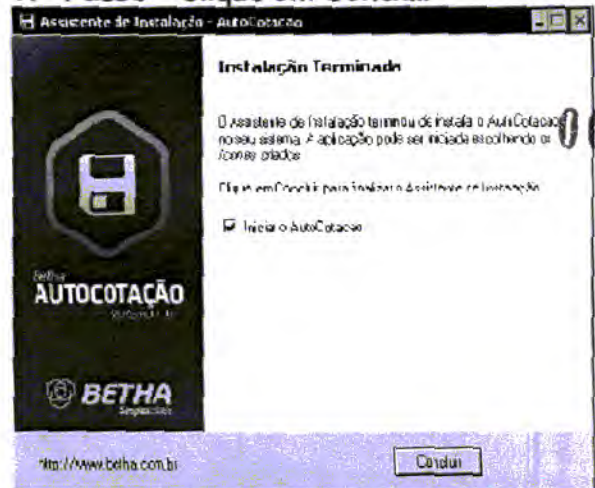 Assistente de Instalação - AutoCotacao
Instalação Terminada
O Assistente de Instalação terminou de instalar o AutoCotacao
no seu sistema. A aplicação pode ser iniciada escolhendo os
ícones criados
Clique em Concluir para finalizar o Assistente de Instalação
Iniciar o AutoCotacao
Betha
AUTOCOTAÇÃO
BETHA
http://www.betha.com.br
Concluir